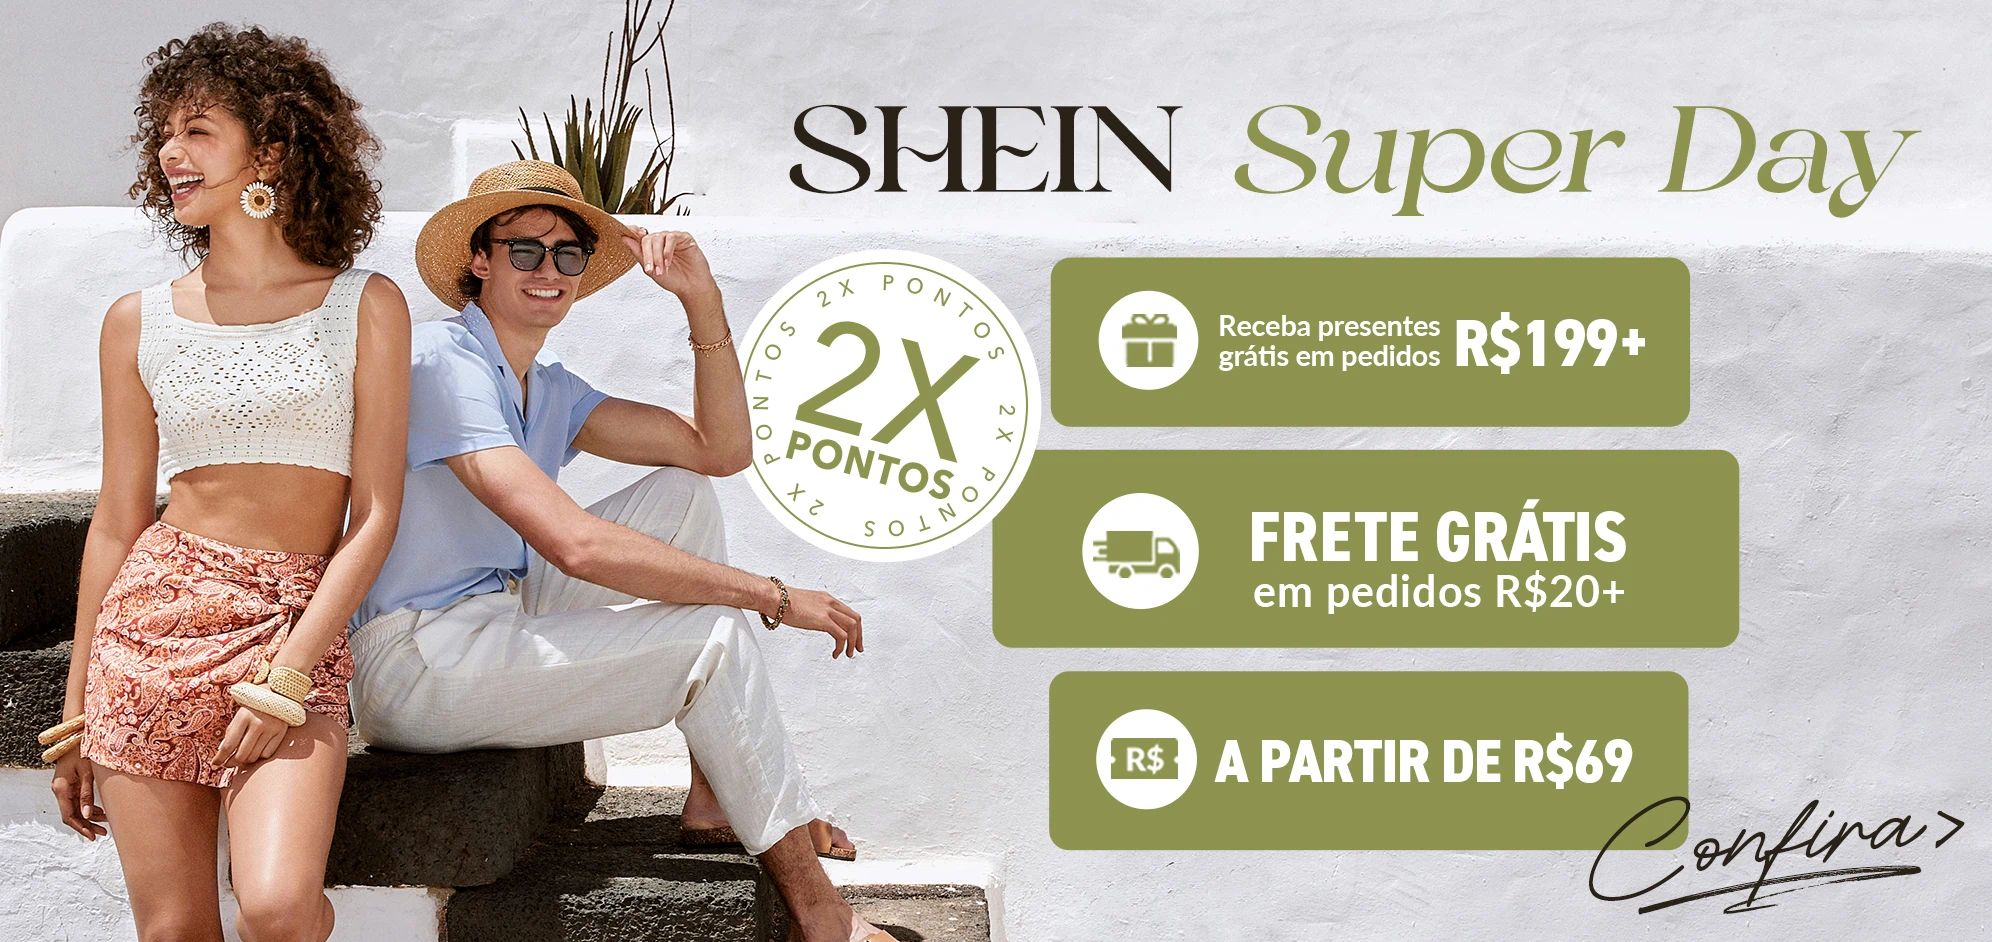 SHEIN Super Day
2X PONTOS 2X PONTOS 2X PONTOS 2X PONTOS
2X
PONTOS
Receba presentes
grátis em pedidos
R$199+
FRETE GRÁTIS
em pedidos R$20+
R$
A PARTIR DE R$69
Confira>